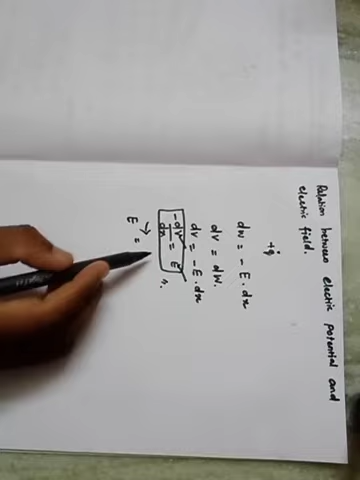 Relation between electric potential and
electric field.
+q
dw = - E . dx
dv = dw.
dv = - E . dx
-dv/dx = E
E =